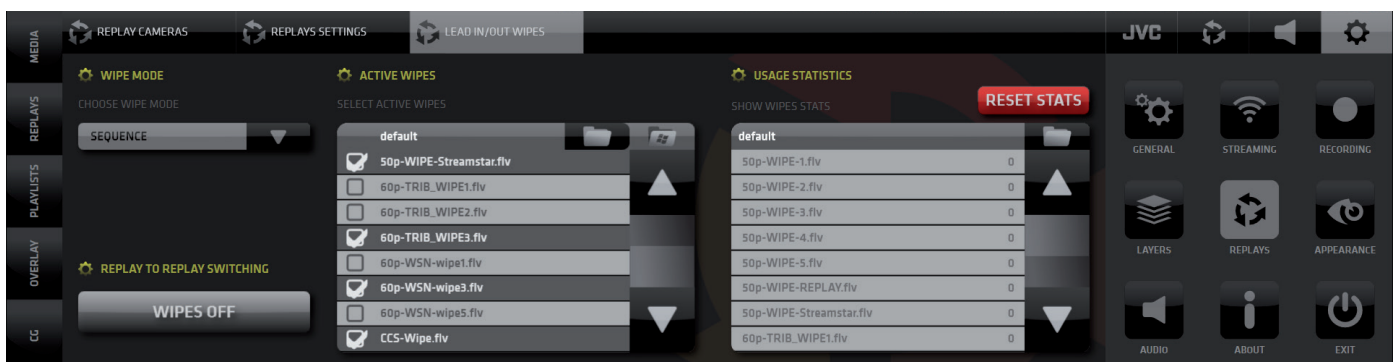 MEDIA
REPLAYS
PLAYLISTS
OVERLAY
CG
REPLAY CAMERAS
REPLAYS SETTINGS
LEAD IN/OUT WIPES
WIPE MODE
CHOOSE WIPE MODE
SEQUENCE
REPLAY TO REPLAY SWITCHING
WIPES OFF
ACTIVE WIPES
SELECT ACTIVE WIPES
default
50p-WIPE-Streamstar.flv
60p-TRIB_WIPE1.flv
60p-TRIB_WIPE2.flv
60p-TRIB_WIPE3.flv
60p-WSN-wipe1.flv
60p-WSN-wipe3.flv
60p-WSN-wipe5.flv
CCS-Wipe.flv
USAGE STATISTICS
SHOW WIPES STATS
RESET STATS
default
50p-WIPE-1.flv 0
50p-WIPE-2.flv 0
50p-WIPE-3.flv 0
50p-WIPE-4.flv 0
50p-WIPE-5.flv 0
50p-WIPE-REPLAY.flv 0
50p-WIPE-Streamstar.flv 0
60p-TRIB_WIPE1.flv 0
JVC
GENERAL STREAMING RECORDING
LAYERS REPLAYS APPEARANCE
AUDIO ABOUT EXIT